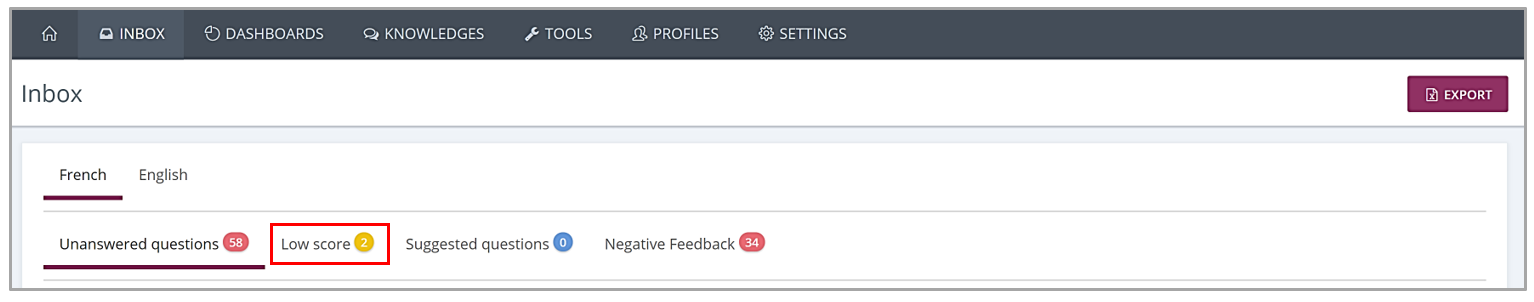 INBOX DASHBOARDS KNOWLEDGES TOOLS PROFILES SETTINGS
Inbox EXPORT
French English
Unanswered questions 58 Low score 2 Suggested questions 0 Negative Feedback 34